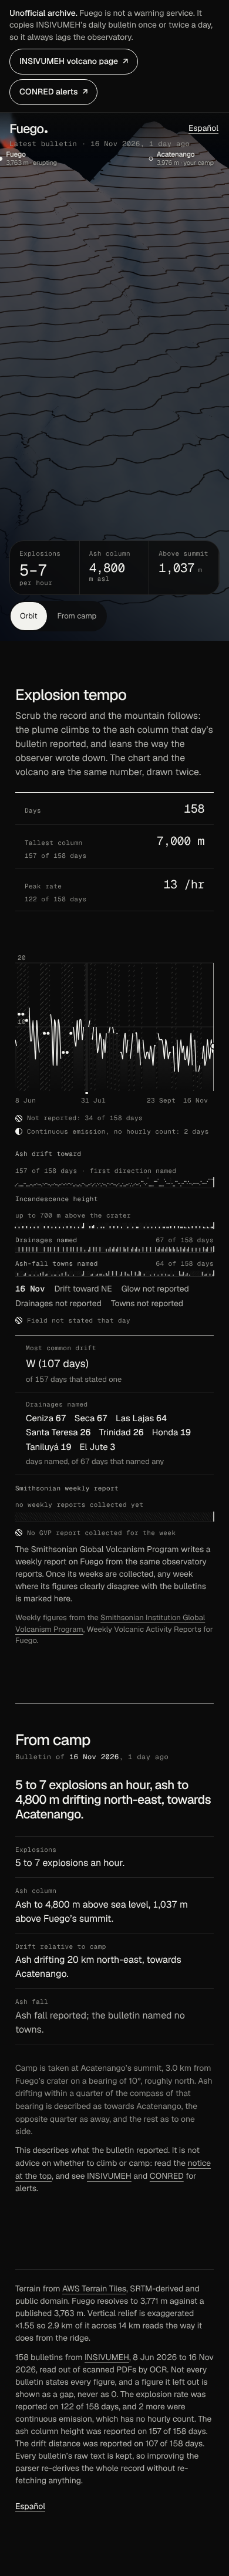 Unofficial archive. Fuego is not a warning service. It
copies INSIVUMEH's daily bulletin once or twice a day,
so it always lags the observatory.
INSIVUMEH volcano page ↗
CONRED alerts ↗
Fuego.
Español
Latest bulletin · 16 Nov 2026, 1 day ago
Fuego
3,763 m · erupting
Acatenango
3,976 m · your camp
Explosions
5–7
per hour
Ash column
4,800
m asl
Above summit
1,037 m
Orbit
From camp
Explosion tempo
Scrub the record and the mountain follows:
the plume climbs to the ash column that day's
bulletin reported, and leans the way the
observer wrote down. The chart and the
volcano are the same number, drawn twice.
Days
158
Tallest column
7,000 m
157 of 158 days
Peak rate
13 /hr
122 of 158 days
20
10
8 Jun
31 Jul
23 Sept
16 Nov
Not reported: 34 of 158 days
Continuous emission, no hourly count: 2 days
Ash drift toward
157 of 158 days · first direction named
Incandescence height
up to 700 m above the crater
Drainages named
67 of 158 days
Ash-fall towns named
64 of 158 days
16 Nov Drift toward NE Glow not reported
Drainages not reported Towns not reported
Field not stated that day
Most common drift
W (107 days)
of 157 days that stated one
Drainages named
Ceniza 67 Seca 67 Las Lajas 64
Santa Teresa 26 Trinidad 26 Honda 19
Taniluyá 19 El Jute 3
days named, of 67 days that named any
Smithsonian weekly report
no weekly reports collected yet
No GVP report collected for the week
The Smithsonian Global Volcanism Program writes a
weekly report on Fuego from the same observatory
reports. Once its weeks are collected, any week
where its figures clearly disagree with the bulletins
is marked here.
Weekly figures from the Smithsonian Institution Global
Volcanism Program, Weekly Volcanic Activity Reports for
Fuego.
From camp
Bulletin of 16 Nov 2026, 1 day ago
5 to 7 explosions an hour, ash to
4,800 m drifting north-east, towards
Acatenango.
Explosions
5 to 7 explosions an hour.
Ash column
Ash to 4,800 m above sea level, 1,037 m
above Fuego's summit.
Drift relative to camp
Ash drifting 20 km north-east, towards
Acatenango.
Ash fall
Ash fall reported; the bulletin named no
towns.
Camp is taken at Acatenango's summit, 3.0 km from
Fuego's crater on a bearing of 10°, roughly north. Ash
drifting within a quarter of the compass of that
bearing is described as towards Acatenango, the
opposite quarter as away, and the rest as to one
side.
This describes what the bulletin reported. It is not
advice on whether to climb or camp: read the notice
at the top, and see INSIVUMEH and CONRED for
alerts.
Terrain from AWS Terrain Tiles, SRTM-derived and
public domain. Fuego resolves to 3,771 m against a
published 3,763 m. Vertical relief is exaggerated
×1.55 so 2.9 km of it across 14 km reads the way it
does from the ridge.
158 bulletins from INSIVUMEH, 8 Jun 2026 to 16 Nov
2026, read out of scanned PDFs by OCR. Not every
bulletin states every figure, and a figure it left out is
shown as a gap, never as 0. The explosion rate was
reported on 122 of 158 days, and 2 more were
continuous emission, which has no hourly count. The
ash column height was reported on 157 of 158 days.
The drift distance was reported on 107 of 158 days.
Every bulletin's raw text is kept, so improving the
parser re-derives the whole record without re-
fetching anything.
Español